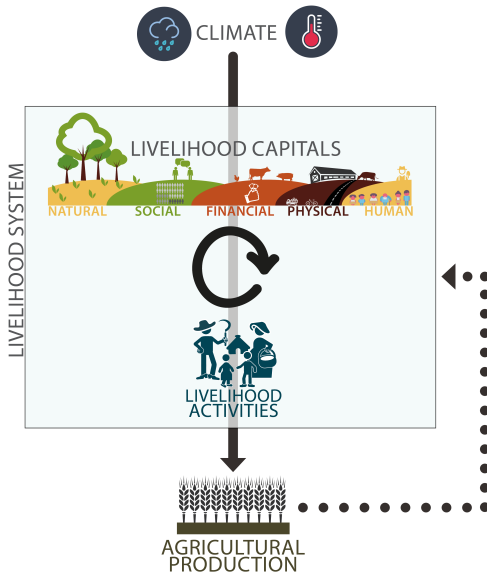 CLIMATE
LIVELIHOOD SYSTEM
LIVELIHOOD CAPITALS
NATURAL SOCIAL FINANCIAL PHYSICAL HUMAN
LIVELIHOOD
ACTIVITIES
AGRICULTURAL
PRODUCTION